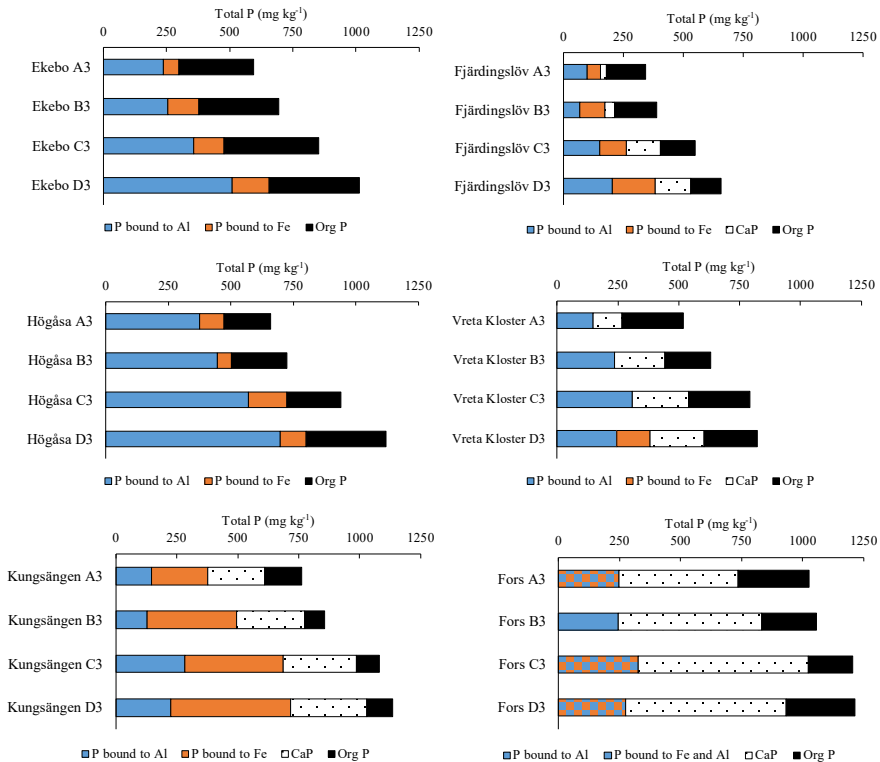 Total P (mg kg-1)
0 250 500 750 1000 1250
Ekebo A3
Ekebo B3
Ekebo C3
Ekebo D3
P bound to Al P bound to Fe Org P
Total P (mg kg-1)
0 250 500 750 1000 1250
Fjärdingslöv A3
Fjärdingslöv B3
Fjärdingslöv C3
Fjärdingslöv D3
P bound to Al P bound to Fe CaP Org P
Total P (mg kg-1)
0 250 500 750 1000 1250
Högåsa A3
Högåsa B3
Högåsa C3
Högåsa D3
P bound to Al P bound to Fe Org P
Total P (mg kg-1)
0 250 500 750 1000 1250
Vreta Kloster A3
Vreta Kloster B3
Vreta Kloster C3
Vreta Kloster D3
P bound to Al P bound to Fe CaP Org P
Total P (mg kg-1)
0 250 500 750 1000 1250
Kungsängen A3
Kungsängen B3
Kungsängen C3
Kungsängen D3
P bound to Al P bound to Fe CaP Org P
Total P (mg kg-1)
0 250 500 750 1000 1250
Fors A3
Fors B3
Fors C3
Fors D3
P bound to Al P bound to Fe and Al CaP Org P